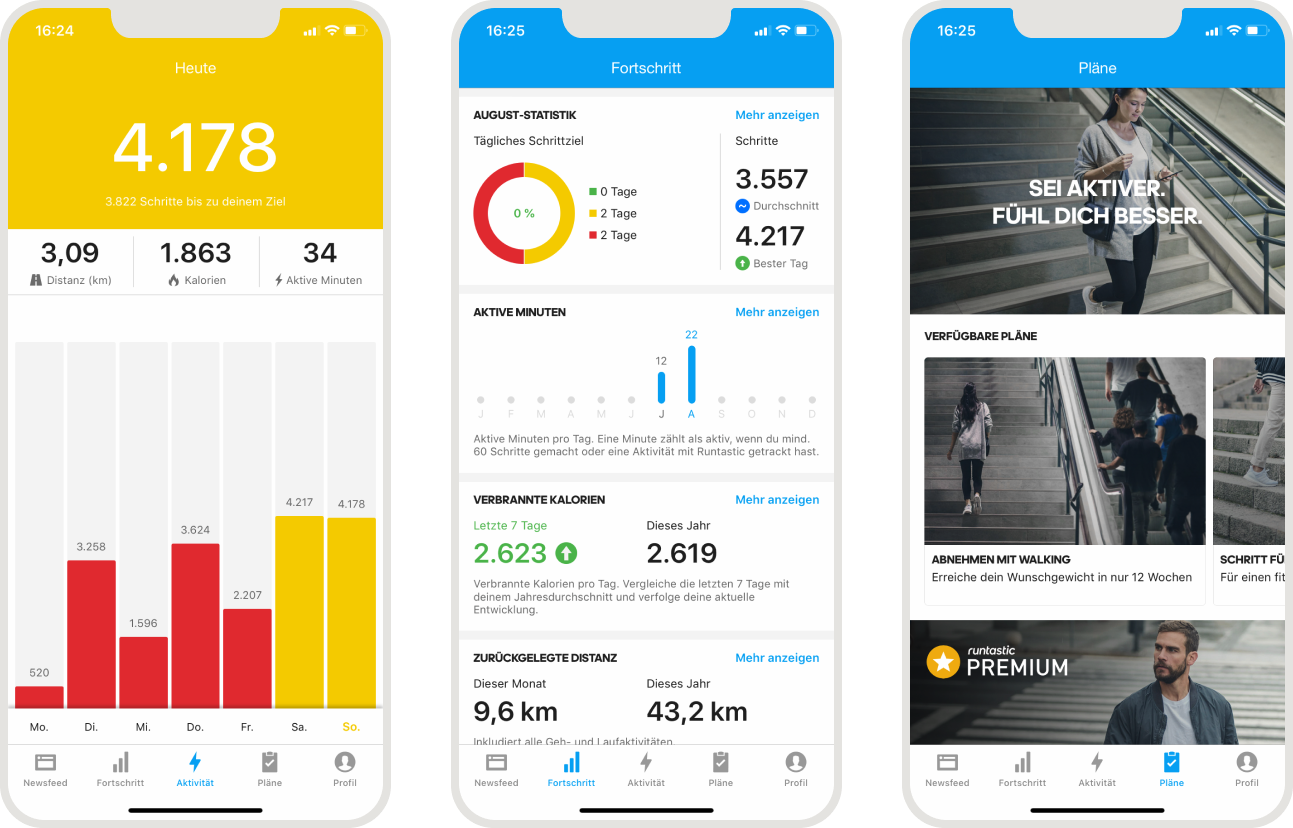 16:24
Heute
4.178
3.822 Schritte bis zu deinem Ziel
3,09
Distanz (km)
1.863
Kalorien
34
Aktive Minuten
520
3.258
1.596
3.624
2.207
4.217
4.178
Mo.
Di.
Mi.
Do.
Fr.
Sa.
So.
Newsfeed
Fortschritt
Aktivität
Pläne
Profil
16:25
Fortschritt
AUGUST-STATISTIK
Mehr anzeigen
Tägliches Schrittziel
0 %
0 Tage
2 Tage
2 Tage
Schritte
3.557
Durchschnitt
4.217
Bester Tag
AKTIVE MINUTEN
Mehr anzeigen
12
22
J F M A M J J A S O N D
Aktive Minuten pro Tag. Eine Minute zählt als aktiv, wenn du mind.
60 Schritte gemacht oder eine Aktivität mit Runtastic getrackt hast.
VERBRANNTE KALORIEN
Mehr anzeigen
Letzte 7 Tage
Dieses Jahr
2.623
2.619
Verbrannte Kalorien pro Tag. Vergleiche die letzten 7 Tage mit
deinem Jahresdurchschnitt und verfolge deine aktuelle
Entwicklung.
ZURÜCKGELEGTE DISTANZ
Mehr anzeigen
Dieser Monat
Dieses Jahr
9,6 km
43,2 km
Inkludiert alle Geh- und Laufaktivitäten
Newsfeed
Fortschritt
Aktivität
Pläne
Profil
16:25
Pläne
SEI AKTIVER.
FÜHL DICH BESSER.
VERFÜGBARE PLÄNE
ABNEHMEN MIT WALKING
Erreiche dein Wunschgewicht in nur 12 Wochen
SCHRITT FÜ
Für einen fit
runtastic
PREMIUM
Newsfeed
Fortschritt
Aktivität
Pläne
Profil